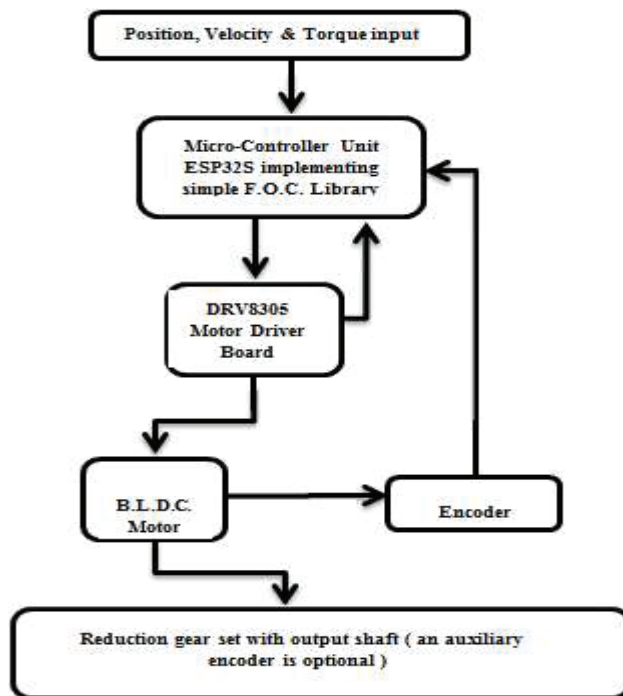 Position, Velocity & Torque input
Micro-Controller Unit
ESP32S implementing
simple F.O.C. Library
DRV8305
Motor Driver
Board
B.L.D.C.
Motor
Encoder
Reduction gear set with output shaft ( an auxiliary
encoder is optional )